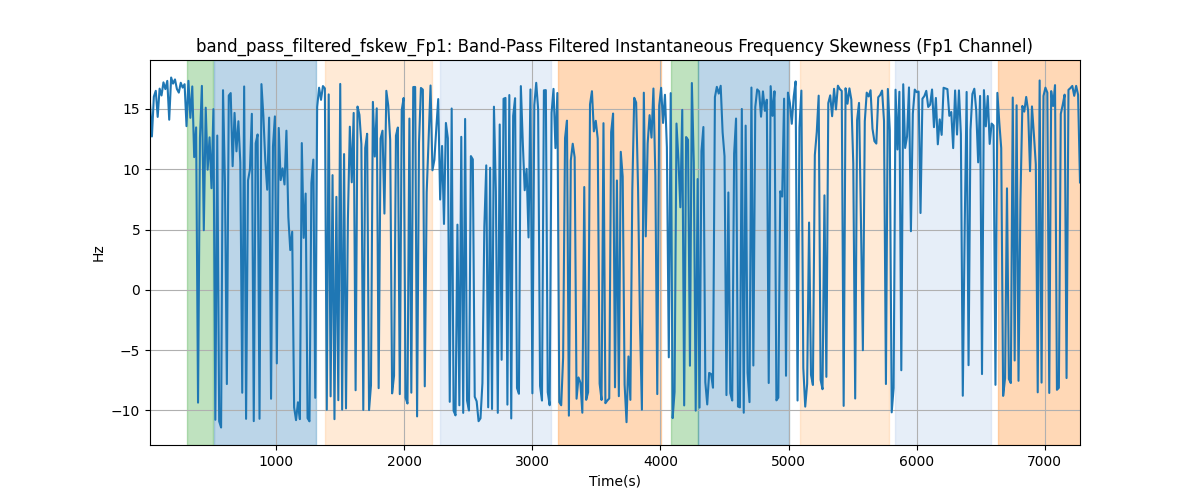 band_pass_filtered_fskew_Fp1: Band-Pass Filtered Instantaneous Frequency Skewness (Fp1 Channel)
15
10
5
0
−5
−10
Hz
1000 2000 3000 4000 5000 6000 7000
Time(s)